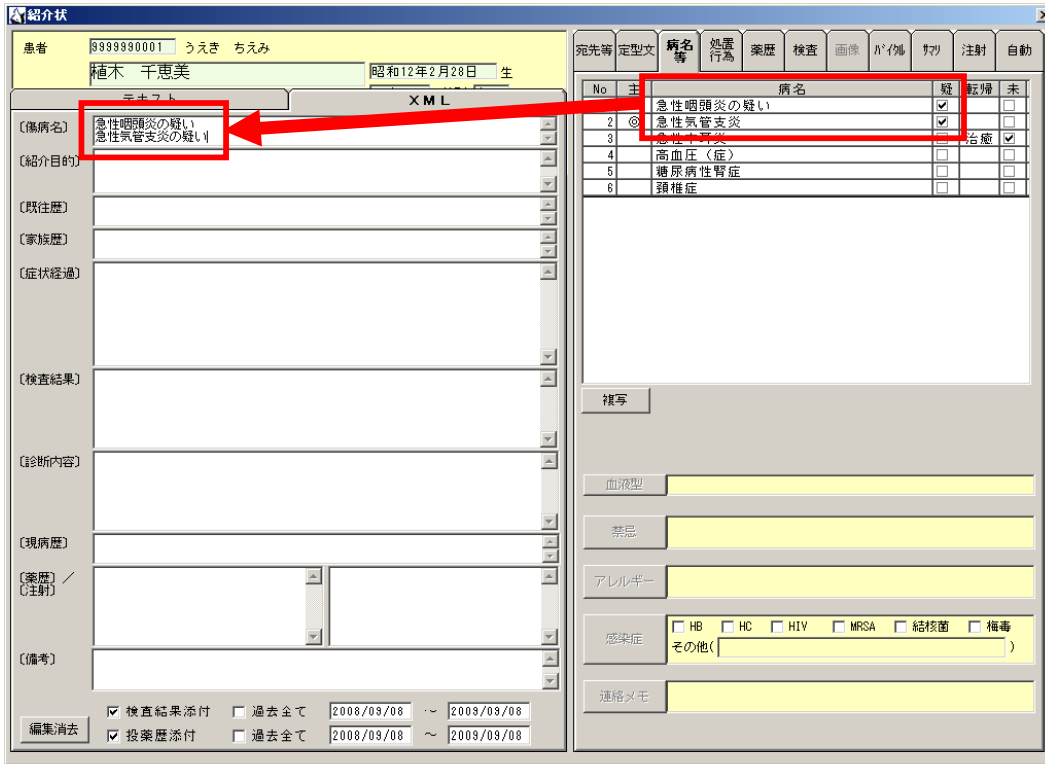 紹介状
患者 9999990001 うえき ちえみ
植木 千恵美 昭和12年2月28日 生
テキスト XML
〔傷病名〕 急性咽頭炎の疑い
急性気管支炎の疑い
〔紹介目的〕
〔既往歴〕
〔家族歴〕
〔症状経過〕
〔検査結果〕
〔診断内容〕
〔現病歴〕
〔薬歴〕／
〔注射〕
〔備考〕
編集消去
検査結果添付 過去全て 2008/09/08 ～ 2009/09/08
投薬歴添付 過去全て 2008/09/08 ～ 2009/09/08
宛先等 定型文 病名等 処置行為 薬歴 検査 画像 ﾊﾞｲﾀﾙ ｻﾏﾘ 注射 自動
No 主 病名 疑 転帰 未
急性咽頭炎の疑い
2 ◎ 急性気管支炎
3 急性中耳炎 治癒
4 高血圧（症）
5 糖尿病性腎症
6 頚椎症
複写
血液型
禁忌
アレルギー
感染症 HB HC HIV MRSA 結核菌 梅毒
その他( )
連絡メモ